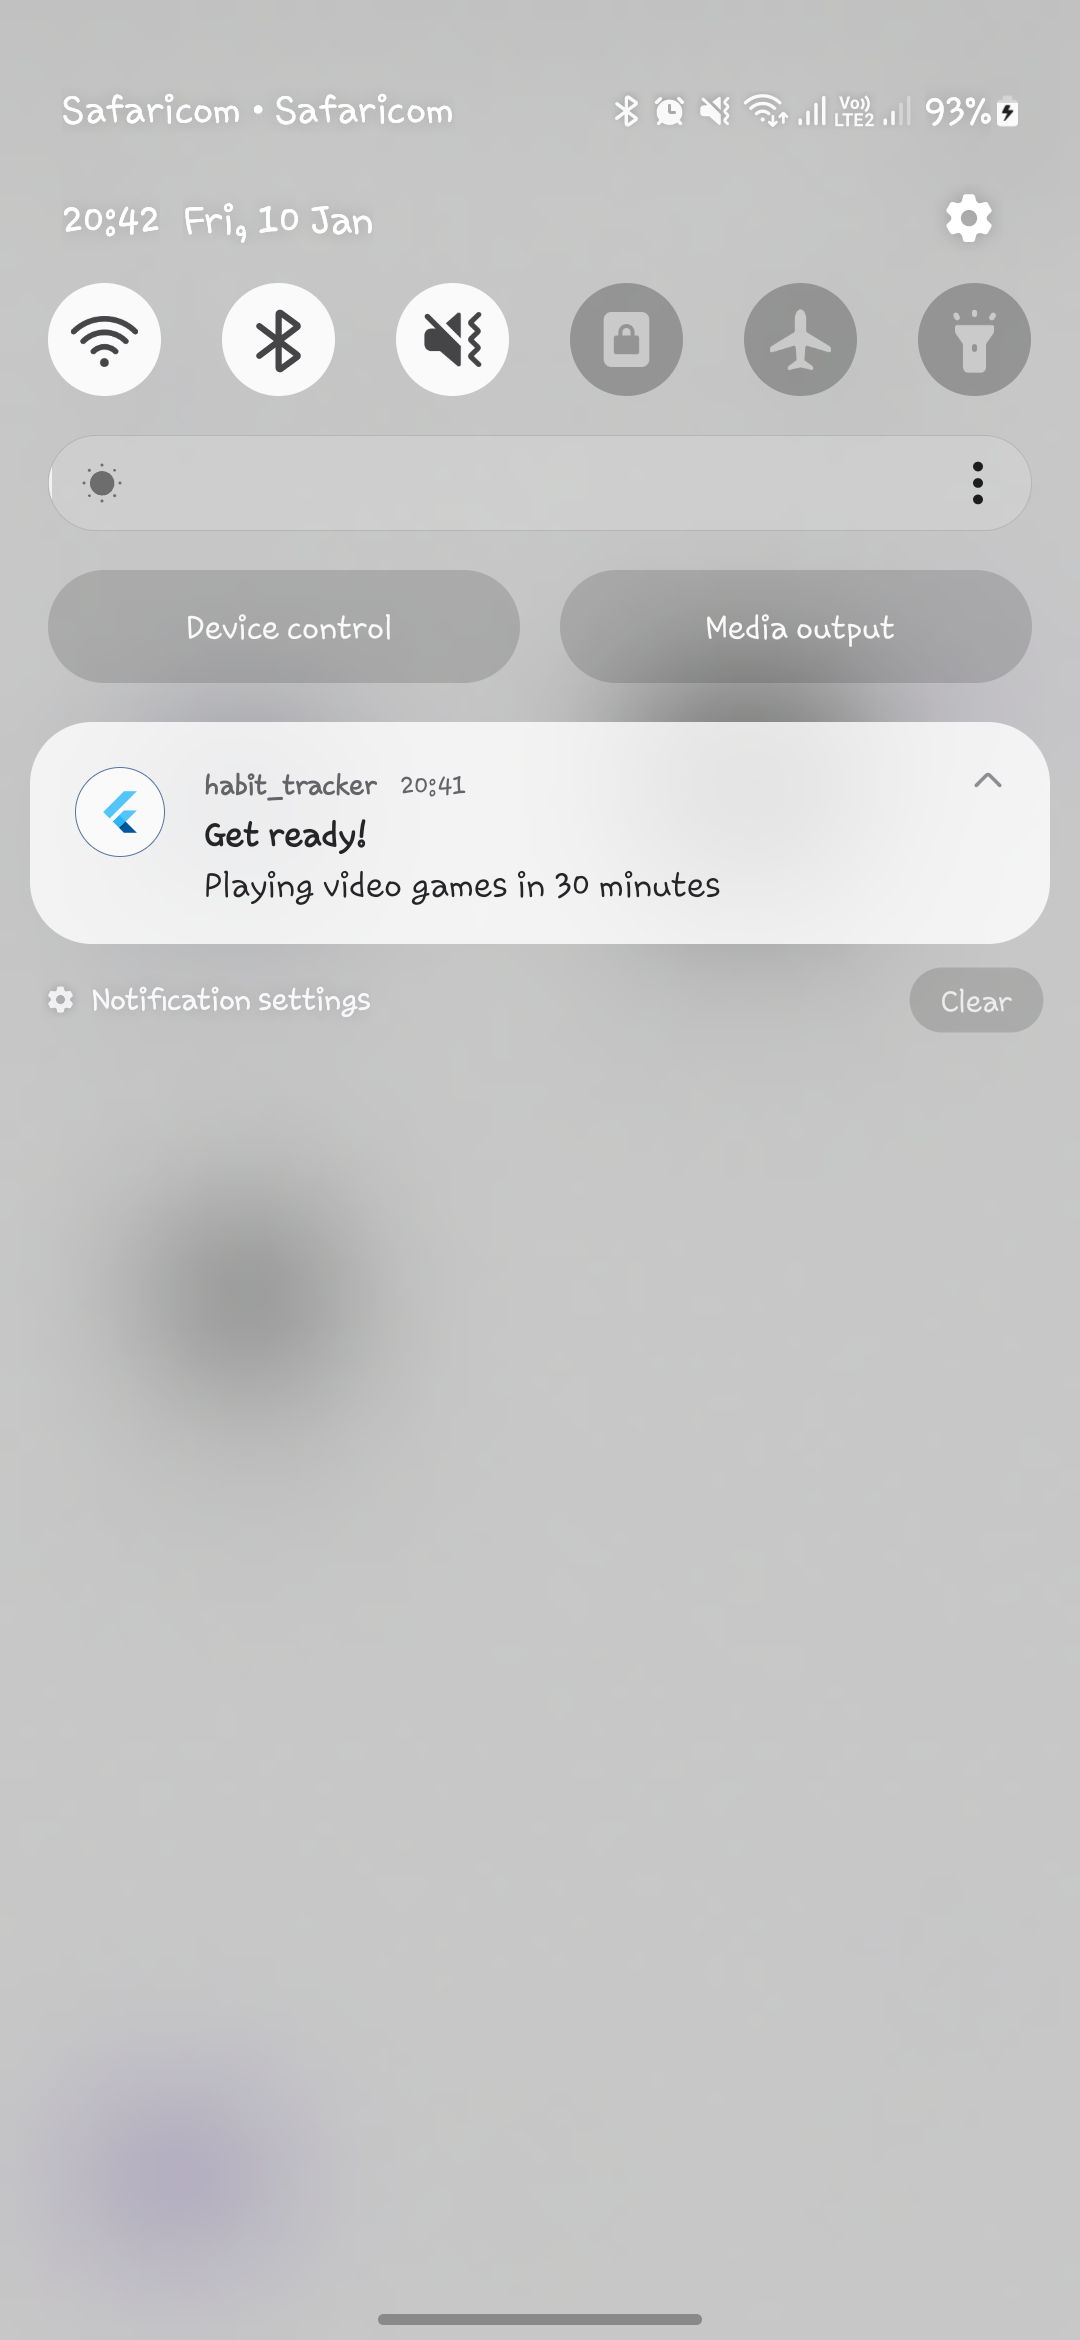 Safaricom • Safaricom Vo)) LTE2 93%
20:42 Fri, 10 Jan
Device control Media output
habit_tracker 20:41
Get ready!
Playing video games in 30 minutes
Notification settings Clear